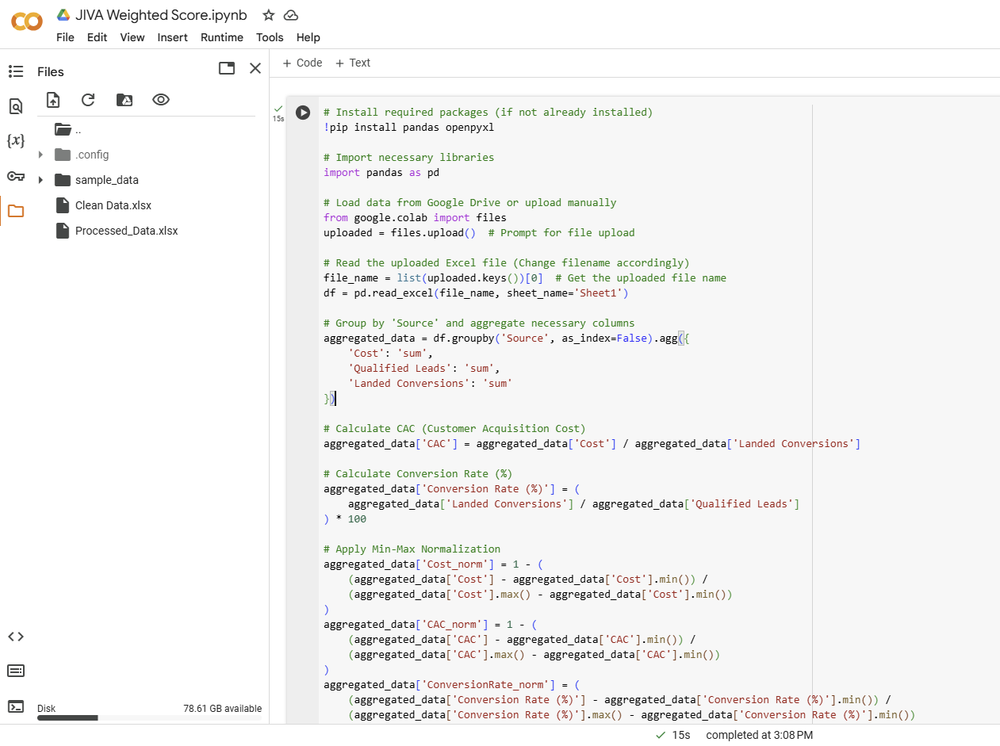 JIVA Weighted Score.ipynb
File Edit View Insert Runtime Tools Help
Files
+ Code + Text
..
.config
sample_data
Clean Data.xlsx
Processed_Data.xlsx
{x}
Disk 78.61 GB available
15s
# Install required packages (if not already installed)
!pip install pandas openpyxl
# Import necessary libraries
import pandas as pd
# Load data from Google Drive or upload manually
from google.colab import files
uploaded = files.upload()  # Prompt for file upload
# Read the uploaded Excel file (Change filename accordingly)
file_name = list(uploaded.keys())[0]  # Get the uploaded file name
df = pd.read_excel(file_name, sheet_name='Sheet1')
# Group by 'Source' and aggregate necessary columns
aggregated_data = df.groupby('Source', as_index=False).agg({
    'Cost': 'sum',
    'Qualified Leads': 'sum',
    'Landed Conversions': 'sum'
})
# Calculate CAC (Customer Acquisition Cost)
aggregated_data['CAC'] = aggregated_data['Cost'] / aggregated_data['Landed Conversions']
# Calculate Conversion Rate (%)
aggregated_data['Conversion Rate (%)'] = (
    aggregated_data['Landed Conversions'] / aggregated_data['Qualified Leads']
) * 100
# Apply Min-Max Normalization
aggregated_data['Cost_norm'] = 1 - (
    (aggregated_data['Cost'] - aggregated_data['Cost'].min()) /
    (aggregated_data['Cost'].max() - aggregated_data['Cost'].min())
)
aggregated_data['CAC_norm'] = 1 - (
    (aggregated_data['CAC'] - aggregated_data['CAC'].min()) /
    (aggregated_data['CAC'].max() - aggregated_data['CAC'].min())
)
aggregated_data['ConversionRate_norm'] = (
    (aggregated_data['Conversion Rate (%)'] - aggregated_data['Conversion Rate (%)'].min()) /
    (aggregated_data['Conversion Rate (%)'].max() - aggregated_data['Conversion Rate (%)'].min())
15s completed at 3:08 PM